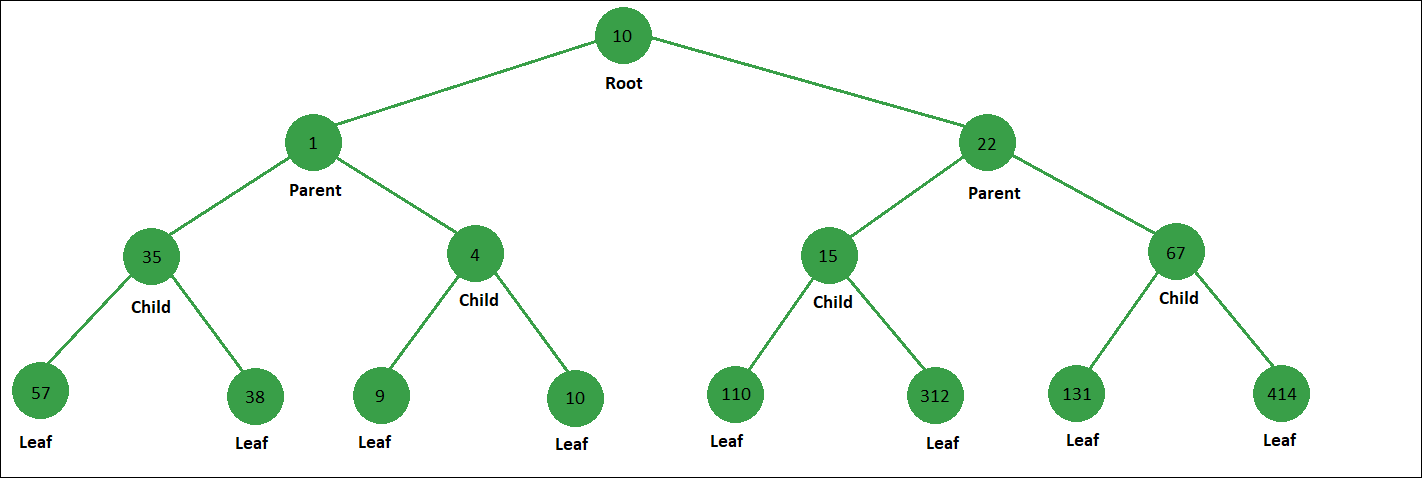 10
Root
1
22
Parent
Parent
35
4
15
67
Child
Child
Child
Child
57
38
9
10
110
312
131
414
Leaf
Leaf
Leaf
Leaf
Leaf
Leaf
Leaf
Leaf